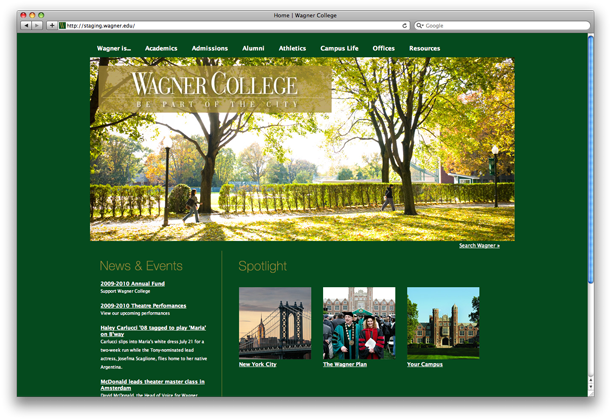 Home | Wagner College
http://staging.wagner.edu/
Google
Wagner is... Academics Admissions Alumni Athletics Campus Life Offices Resources
WAGNER COLLEGE
BE PART OF THE CITY
Search Wagner »
News & Events
2009-2010 Annual Fund
Support Wagner College
2009-2010 Theatre Perfomances
View our upcoming performances
Haley Carlucci '08 tagged to play 'Maria'
on B'way
Carlucci slips into Maria's white dress July 21 for a
two-week run while the Tony-nominated lead
actress, Josefina Scaglione, flies home to her native
Argentina.
McDonald leads theater master class in
Amsterdam
David McDonald, the Head of Voice for Wagner
Spotlight
New York City
The Wagner Plan
Your Campus